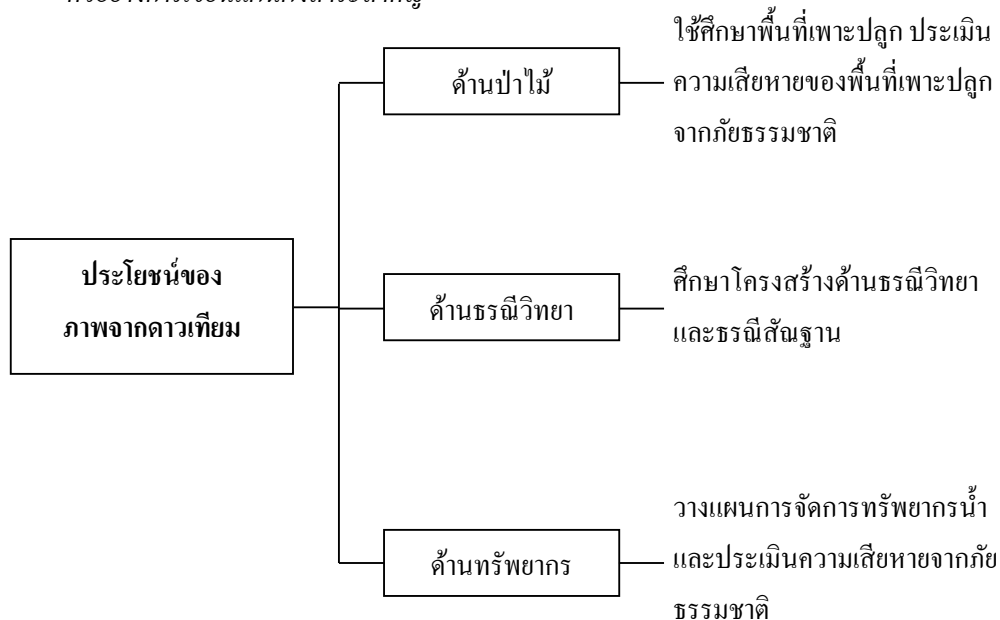 ด้านป่าไม้
ใช้ศึกษาพื้นที่เพาะปลูก ประเมิน
ความเสียหายของพื้นที่เพาะปลูก
จากภัยธรรมชาติ
ประโยชน์ของ
ภาพจากดาวเทียม
ด้านธรณีวิทยา
ศึกษาโครงสร้างด้านธรณีวิทยา
และธรณีสัณฐาน
ด้านทรัพยากร
วางแผนการจัดการทรัพยากรน้ำ
และประเมินความเสียหายจากภัย
ธรรมชาติ